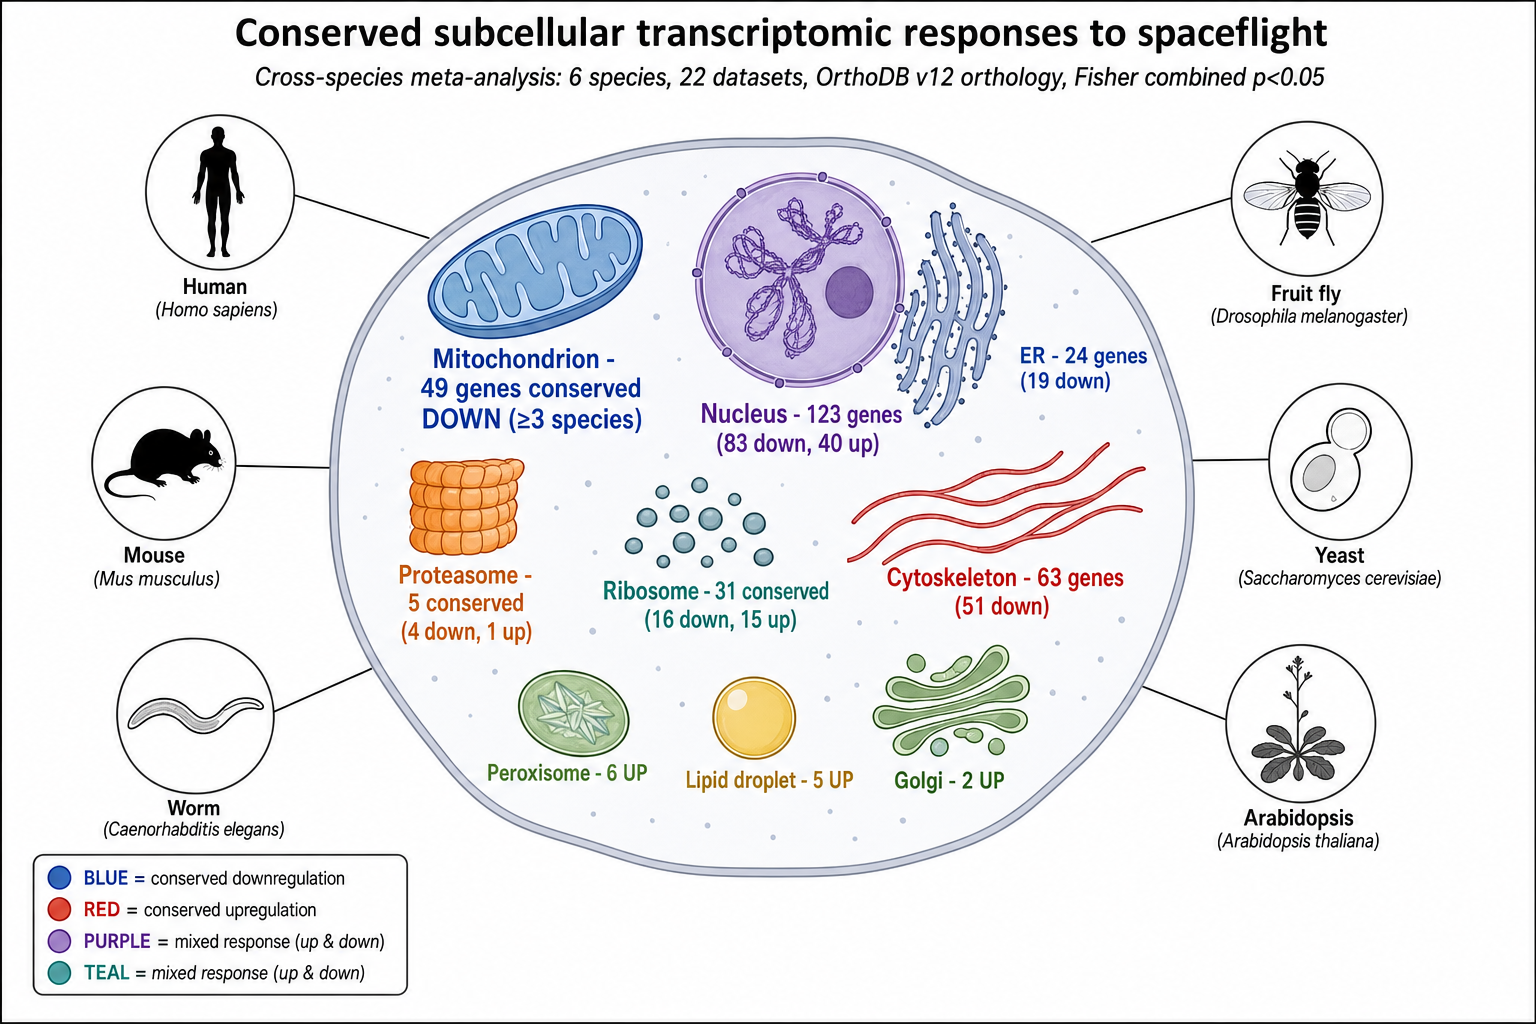 Conserved subcellular transcriptomic responses to spaceflight
Cross-species meta-analysis: 6 species, 22 datasets, OrthoDB v12 orthology, Fisher combined p<0.05
Human
(Homo sapiens)
Fruit fly
(Drosophila melanogaster)
Mitochondrion -
49 genes conserved
DOWN (≥3 species)
Nucleus - 123 genes
(83 down, 40 up)
ER - 24 genes
(19 down)
Mouse
(Mus musculus)
Yeast
(Saccharomyces cerevisiae)
Proteasome -
5 conserved
(4 down, 1 up)
Ribosome - 31 conserved
(16 down, 15 up)
Cytoskeleton - 63 genes
(51 down)
Peroxisome - 6 UP
Lipid droplet - 5 UP
Golgi - 2 UP
Worm
(Caenorhabditis elegans)
Arabidopsis
(Arabidopsis thaliana)
BLUE = conserved downregulation
RED = conserved upregulation
PURPLE = mixed response (up & down)
TEAL = mixed response (up & down)